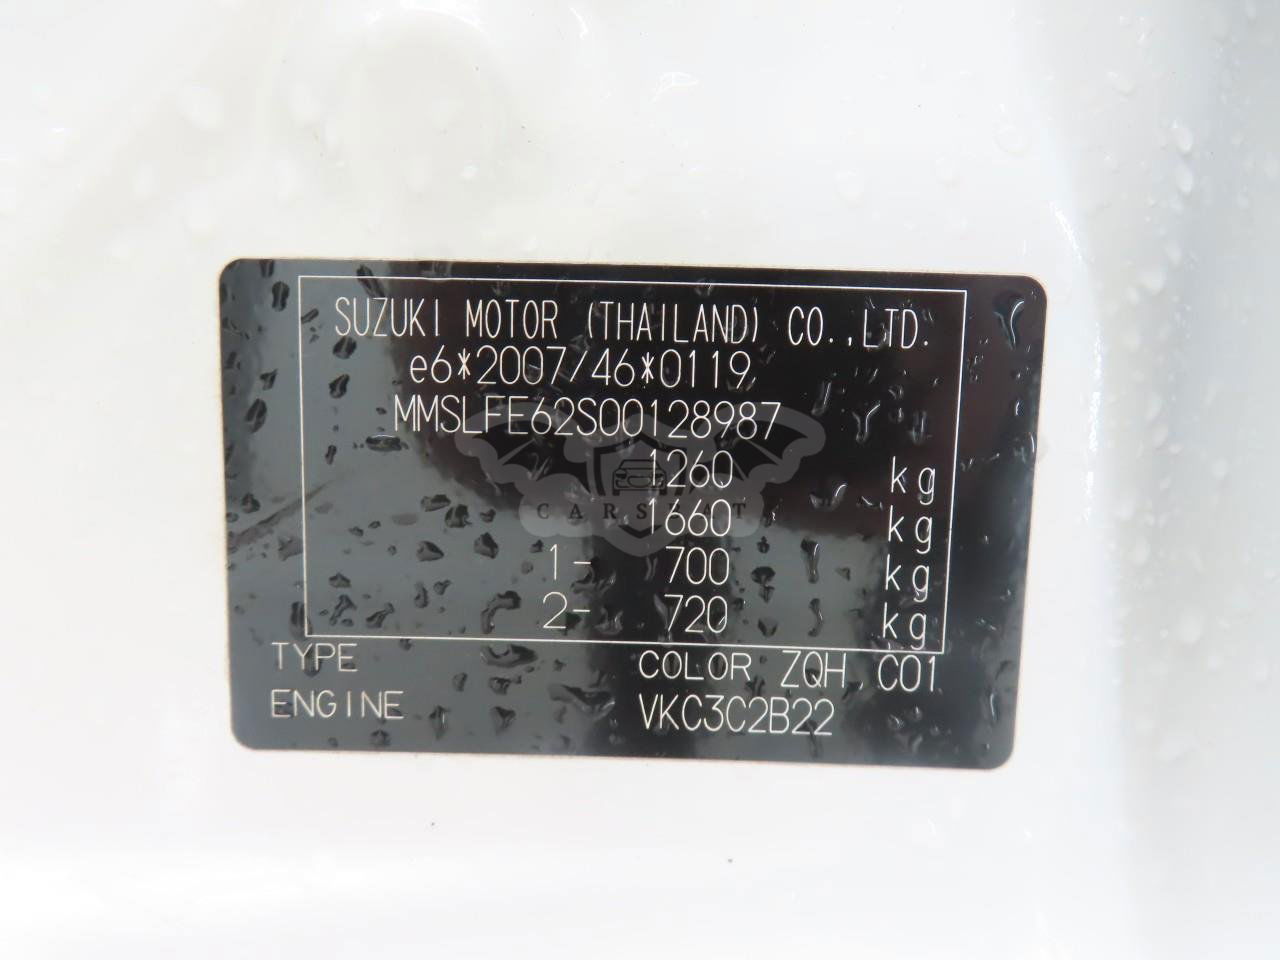 SUZUKI MOTOR (THAILAND) CO.,LTD.
e6*2007/46*0119
MMSLFE62S00128987
1260 kg
CARSTAT
1660 kg
1- 700 kg
2- 720 kg
TYPE COLOR ZQH C01
ENGINE VKC3C2B22